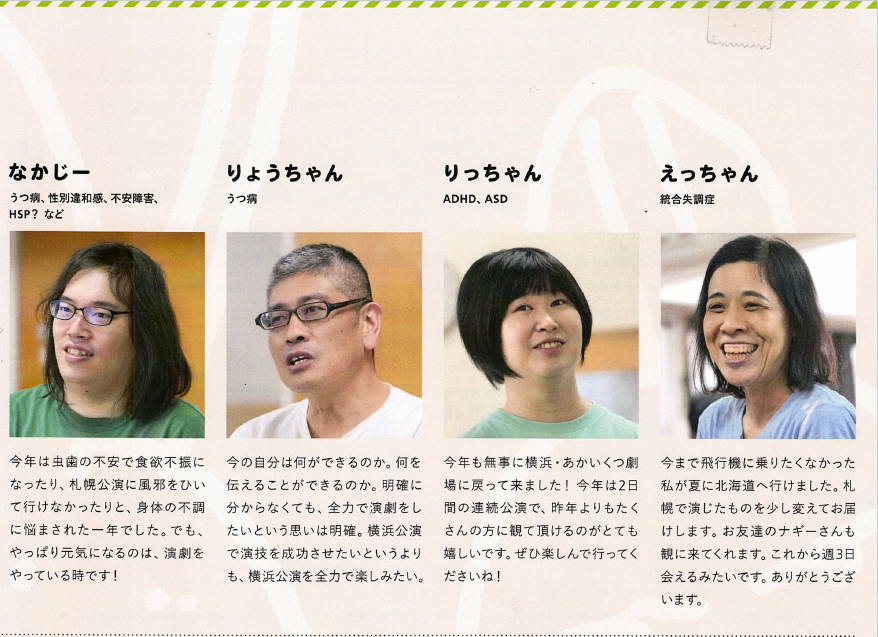 なかじー
うつ病、性別違和感、不安障害、
HSP？ など
今年は虫歯の不安で食欲不振に
なったり、札幌公演に風邪をひい
て行けなかったりと、身体の不調
に悩まされた一年でした。でも、
やっぱり元気になるのは、演劇を
やっている時です！
りょうちゃん
うつ病
今の自分は何ができるのか。何を
伝えることができるのか。明確に
分からなくても、全力で演劇をし
たいという思いは明確。横浜公演
で演技を成功させたいというより
も、横浜公演を全力で楽しみたい。
りっちゃん
ADHD、ASD
今年も無事に横浜・あかいくつ劇
場に戻って来ました！ 今年は2日
間の連続公演で、昨年よりもたく
さんの方に観て頂けるのがとても
嬉しいです。ぜひ楽しんで行ってく
ださいね！
えっちゃん
統合失調症
今まで飛行機に乗りたくなかった
私が夏に北海道へ行けました。札
幌で演じたものを少し変えてお届
けします。お友達のナギーさんも
観に来てくれます。これから週3日
会えるみたいです。ありがとうござ
います。